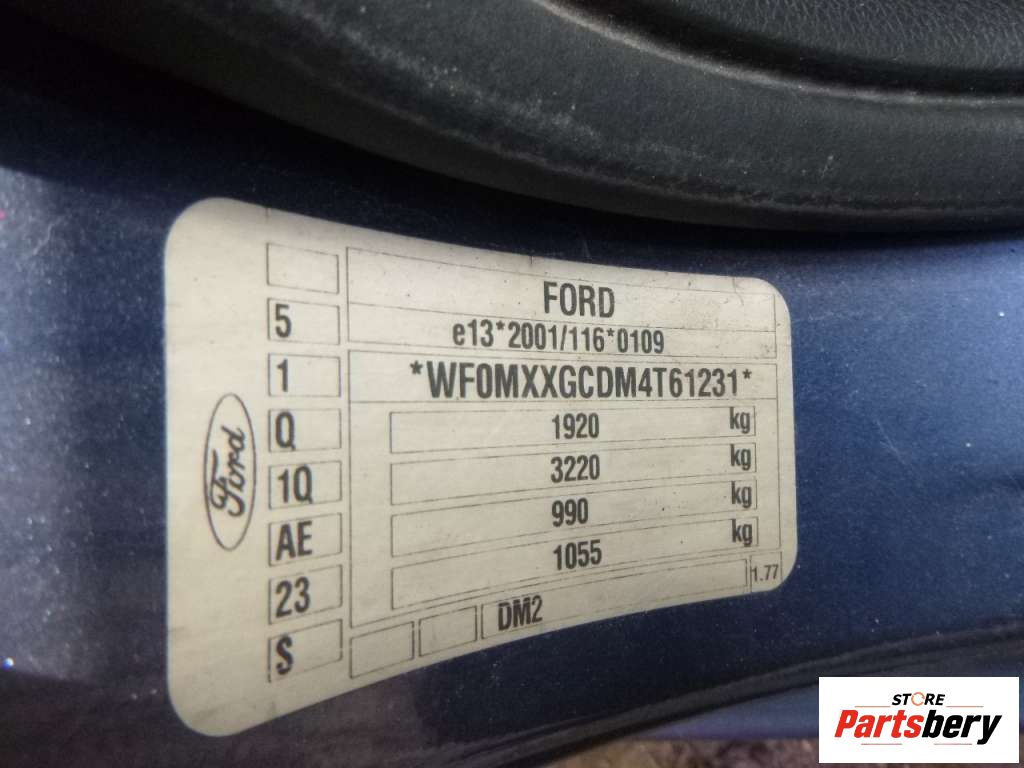 FORD
e13*2001/116*0109
*WF0MXXGCDM4T61231*
1920 kg
3220 kg
990 kg
1055 kg
DM2
1.77
5
1
Q
1Q
AE
23
S
Ford
STORE
Partsbery